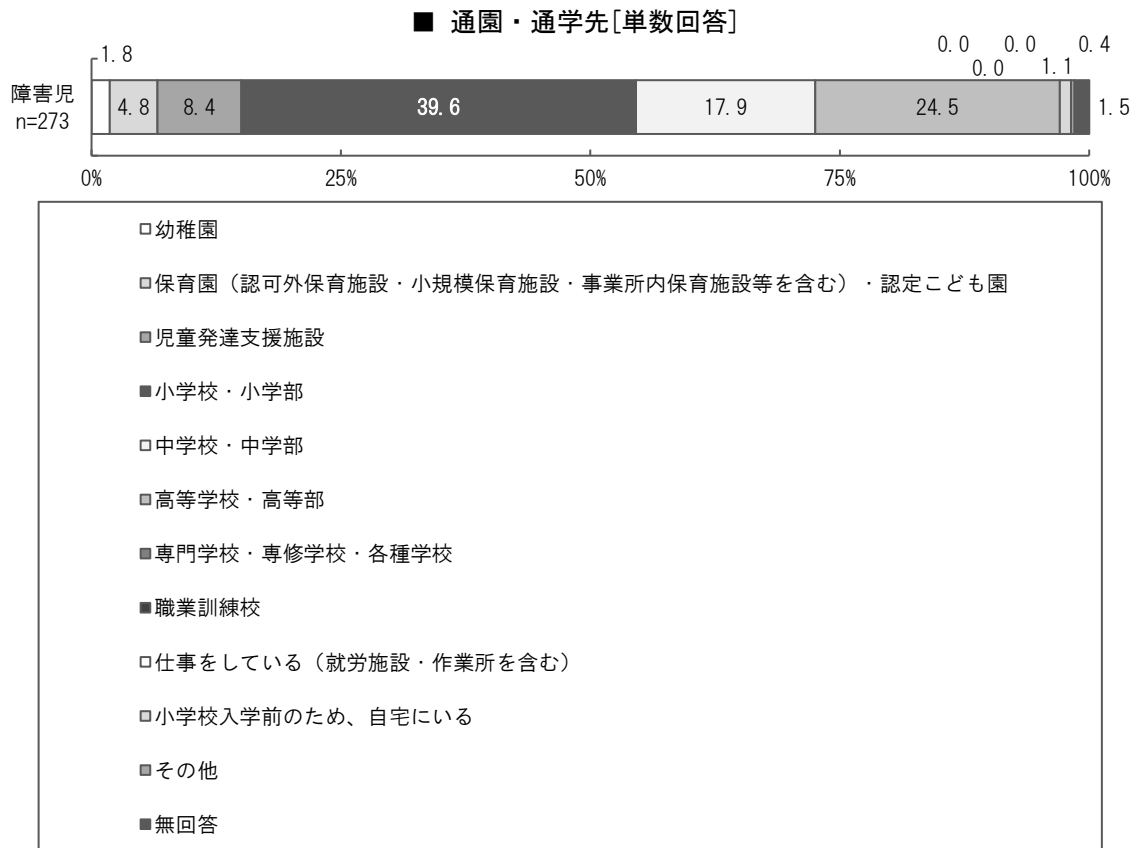 ■ 通園・通学先[単数回答]
1.8
0.0 0.0 0.4
0.0 1.1
障害児
n=273
4.8 8.4 39.6 17.9 24.5 1.5
0% 25% 50% 75% 100%
幼稚園
保育園（認可外保育施設・小規模保育施設・事業所内保育施設等を含む）・認定こども園
児童発達支援施設
小学校・小学部
中学校・中学部
高等学校・高等部
専門学校・専修学校・各種学校
職業訓練校
仕事をしている（就労施設・作業所を含む）
小学校入学前のため、自宅にいる
その他
無回答